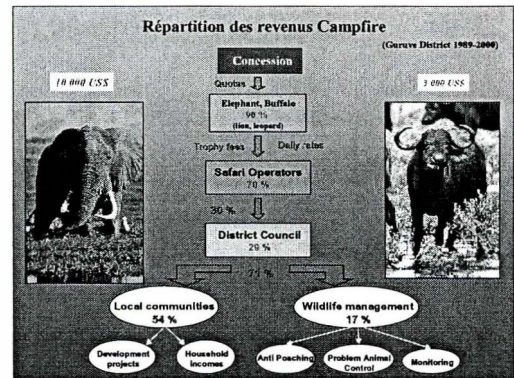 Répartition des revenus Campfire
(Guruve District 1989-2000)
Concession
10 000 US$
3 000 US$
Quotas
Elephant, Buffalo
90 %
(lion, leopard)
Trophy fees
Daily rates
Safari Operators
70 %
30 %
District Council
29 %
71 %
Local communities
54 %
Wildlife management
17 %
Development
projects
Household
Incomes
Anti Poaching
Problem Animal
Control
Monitoring